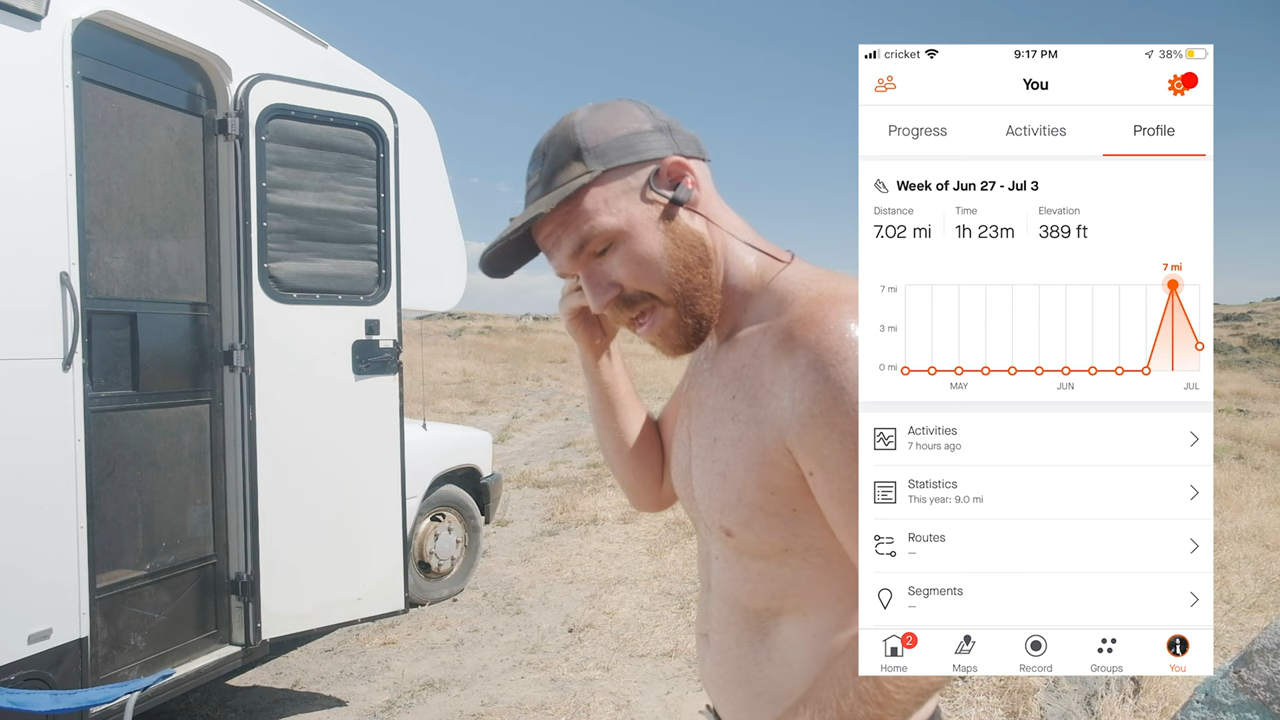 cricket 9:17 PM 38%
You
Progress Activities Profile
Week of Jun 27 - Jul 3
Distance Time Elevation
7.02 mi 1h 23m 389 ft
7 mi
7 mi
3 mi
0 mi
MAY JUN JUL
Activities
7 hours ago
Statistics
This year: 9.0 mi
Routes
—
Segments
—
2
Home Maps Record Groups You